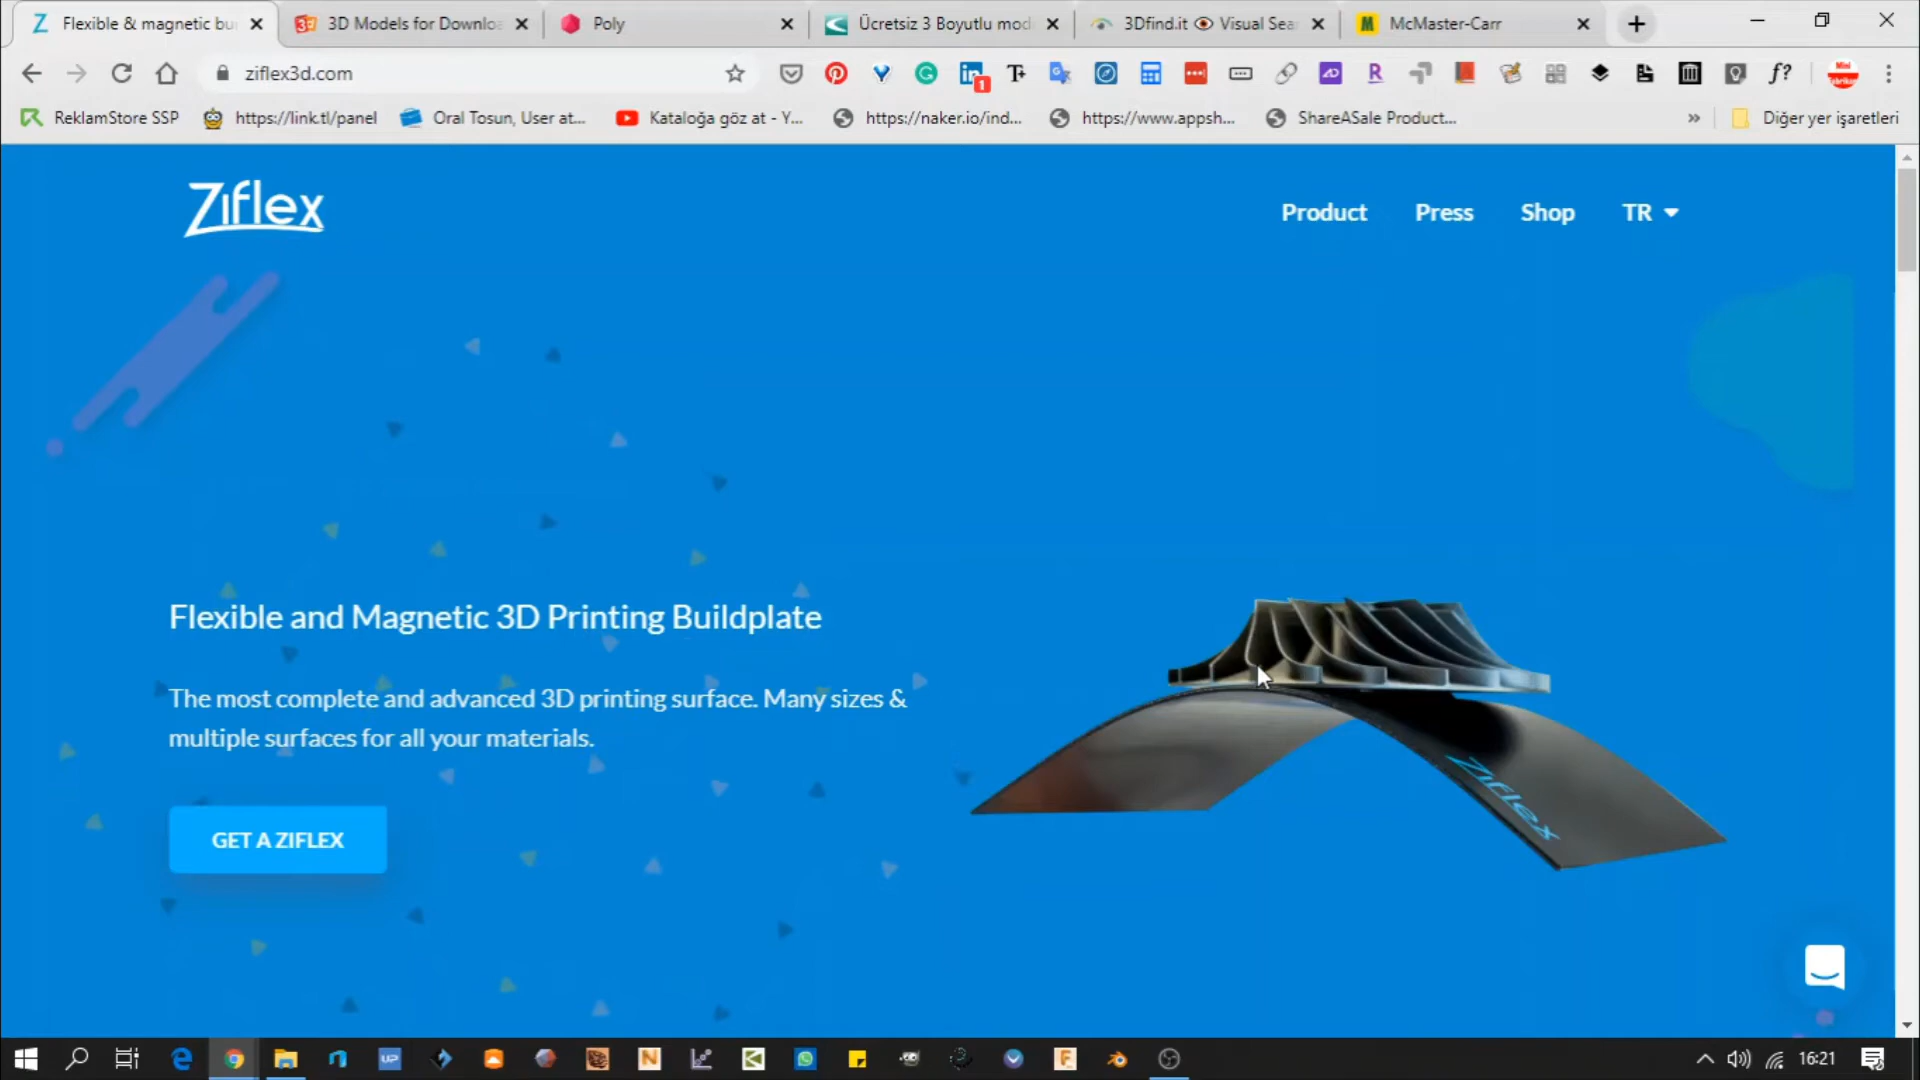 Flexible & magnetic bu
3D Models for Downloa
Poly
Ücretsiz 3 Boyutlu mod
3Dfind.it 👁 Visual Sea
McMaster-Carr
ziflex3d.com
ReklamStore SSP
https://link.tl/panel
Oral Tosun, User at...
Kataloğa göz at - Y...
https://naker.io/ind...
https://www.appsh...
ShareASale Product...
Diğer yer işaretleri
Ziflex
Product
Press
Shop
TR
Flexible and Magnetic 3D Printing Buildplate
The most complete and advanced 3D printing surface. Many sizes &
multiple surfaces for all your materials.
GET A ZIFLEX
Ziflex
16:21